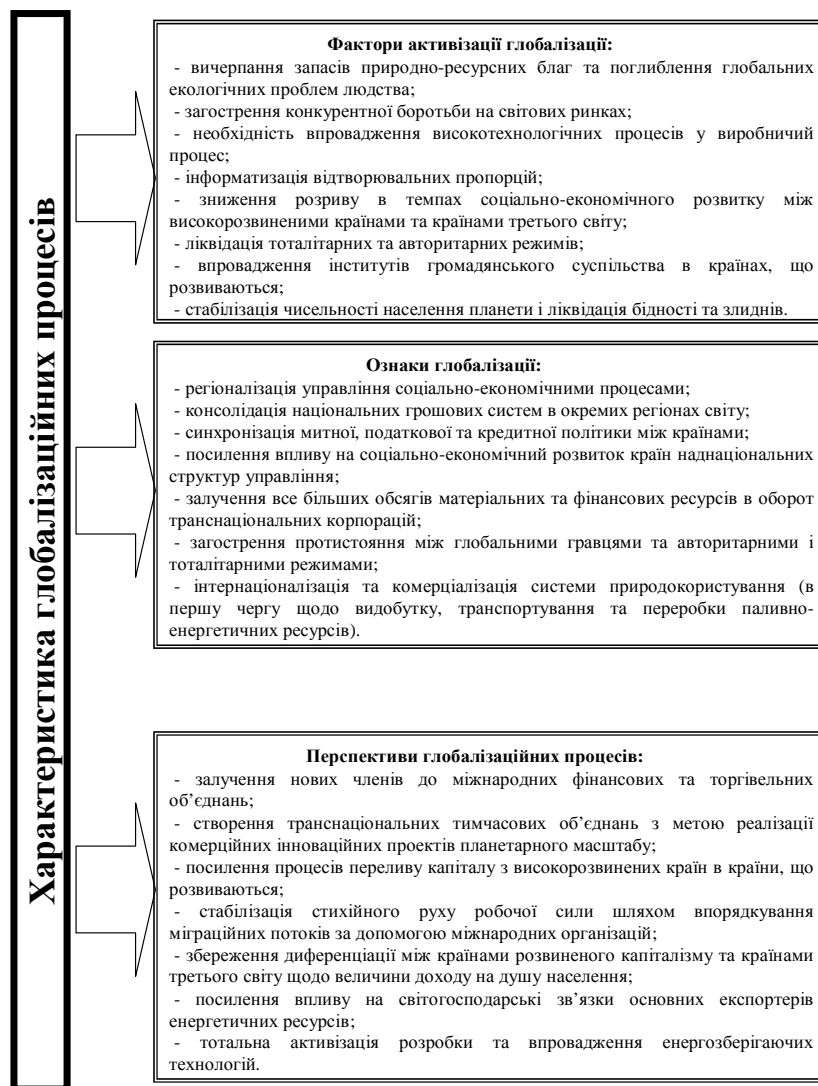 Характеристика глобалізаційних процесів
Фактори активізації глобалізації:
- вичерпання запасів природно-ресурсних благ та поглиблення глобальних
екологічних проблем людства;
- загострення конкурентної боротьби на світових ринках;
- необхідність впровадження високотехнологічних процесів у виробничий
процес;
- інформатизація відтворювальних пропорцій;
- зниження розриву в темпах соціально-економічного розвитку між
високорозвиненими країнами та країнами третього світу;
- ліквідація тоталітарних та авторитарних режимів;
- впровадження інститутів громадянського суспільства в країнах, що
розвиваються;
- стабілізація чисельності населення планети і ліквідація бідності та злиднів.
Ознаки глобалізації:
- регіоналізація управління соціально-економічними процесами;
- консолідація національних грошових систем в окремих регіонах світу;
- синхронізація митної, податкової та кредитної політики між країнами;
- посилення впливу на соціально-економічний розвиток країн наднаціональних
структур управління;
- залучення все більших обсягів матеріальних та фінансових ресурсів в оборот
транснаціональних корпорацій;
- загострення протистояння між глобальними гравцями та авторитарними і
тоталітарними режимами;
- інтернаціоналізація та комерціалізація системи природокористування (в
першу чергу щодо видобутку, транспортування та переробки паливно-
енергетичних ресурсів).
Перспективи глобалізаційних процесів:
- залучення нових членів до міжнародних фінансових та торгівельних
об’єднань;
- створення транснаціональних тимчасових об’єднань з метою реалізації
комерційних інноваційних проектів планетарного масштабу;
- посилення процесів переливу капіталу з високорозвинених країн в країни, що
розвиваються;
- стабілізація стихійного руху робочої сили шляхом впорядкування
міграційних потоків за допомогою міжнародних організацій;
- збереження диференціації між країнами розвиненого капіталізму та країнами
третього світу щодо величини доходу на душу населення;
- посилення впливу на світогосподарські зв’язки основних експортерів
енергетичних ресурсів;
- тотальна активізація розробки та впровадження енергозберігаючих
технологій.